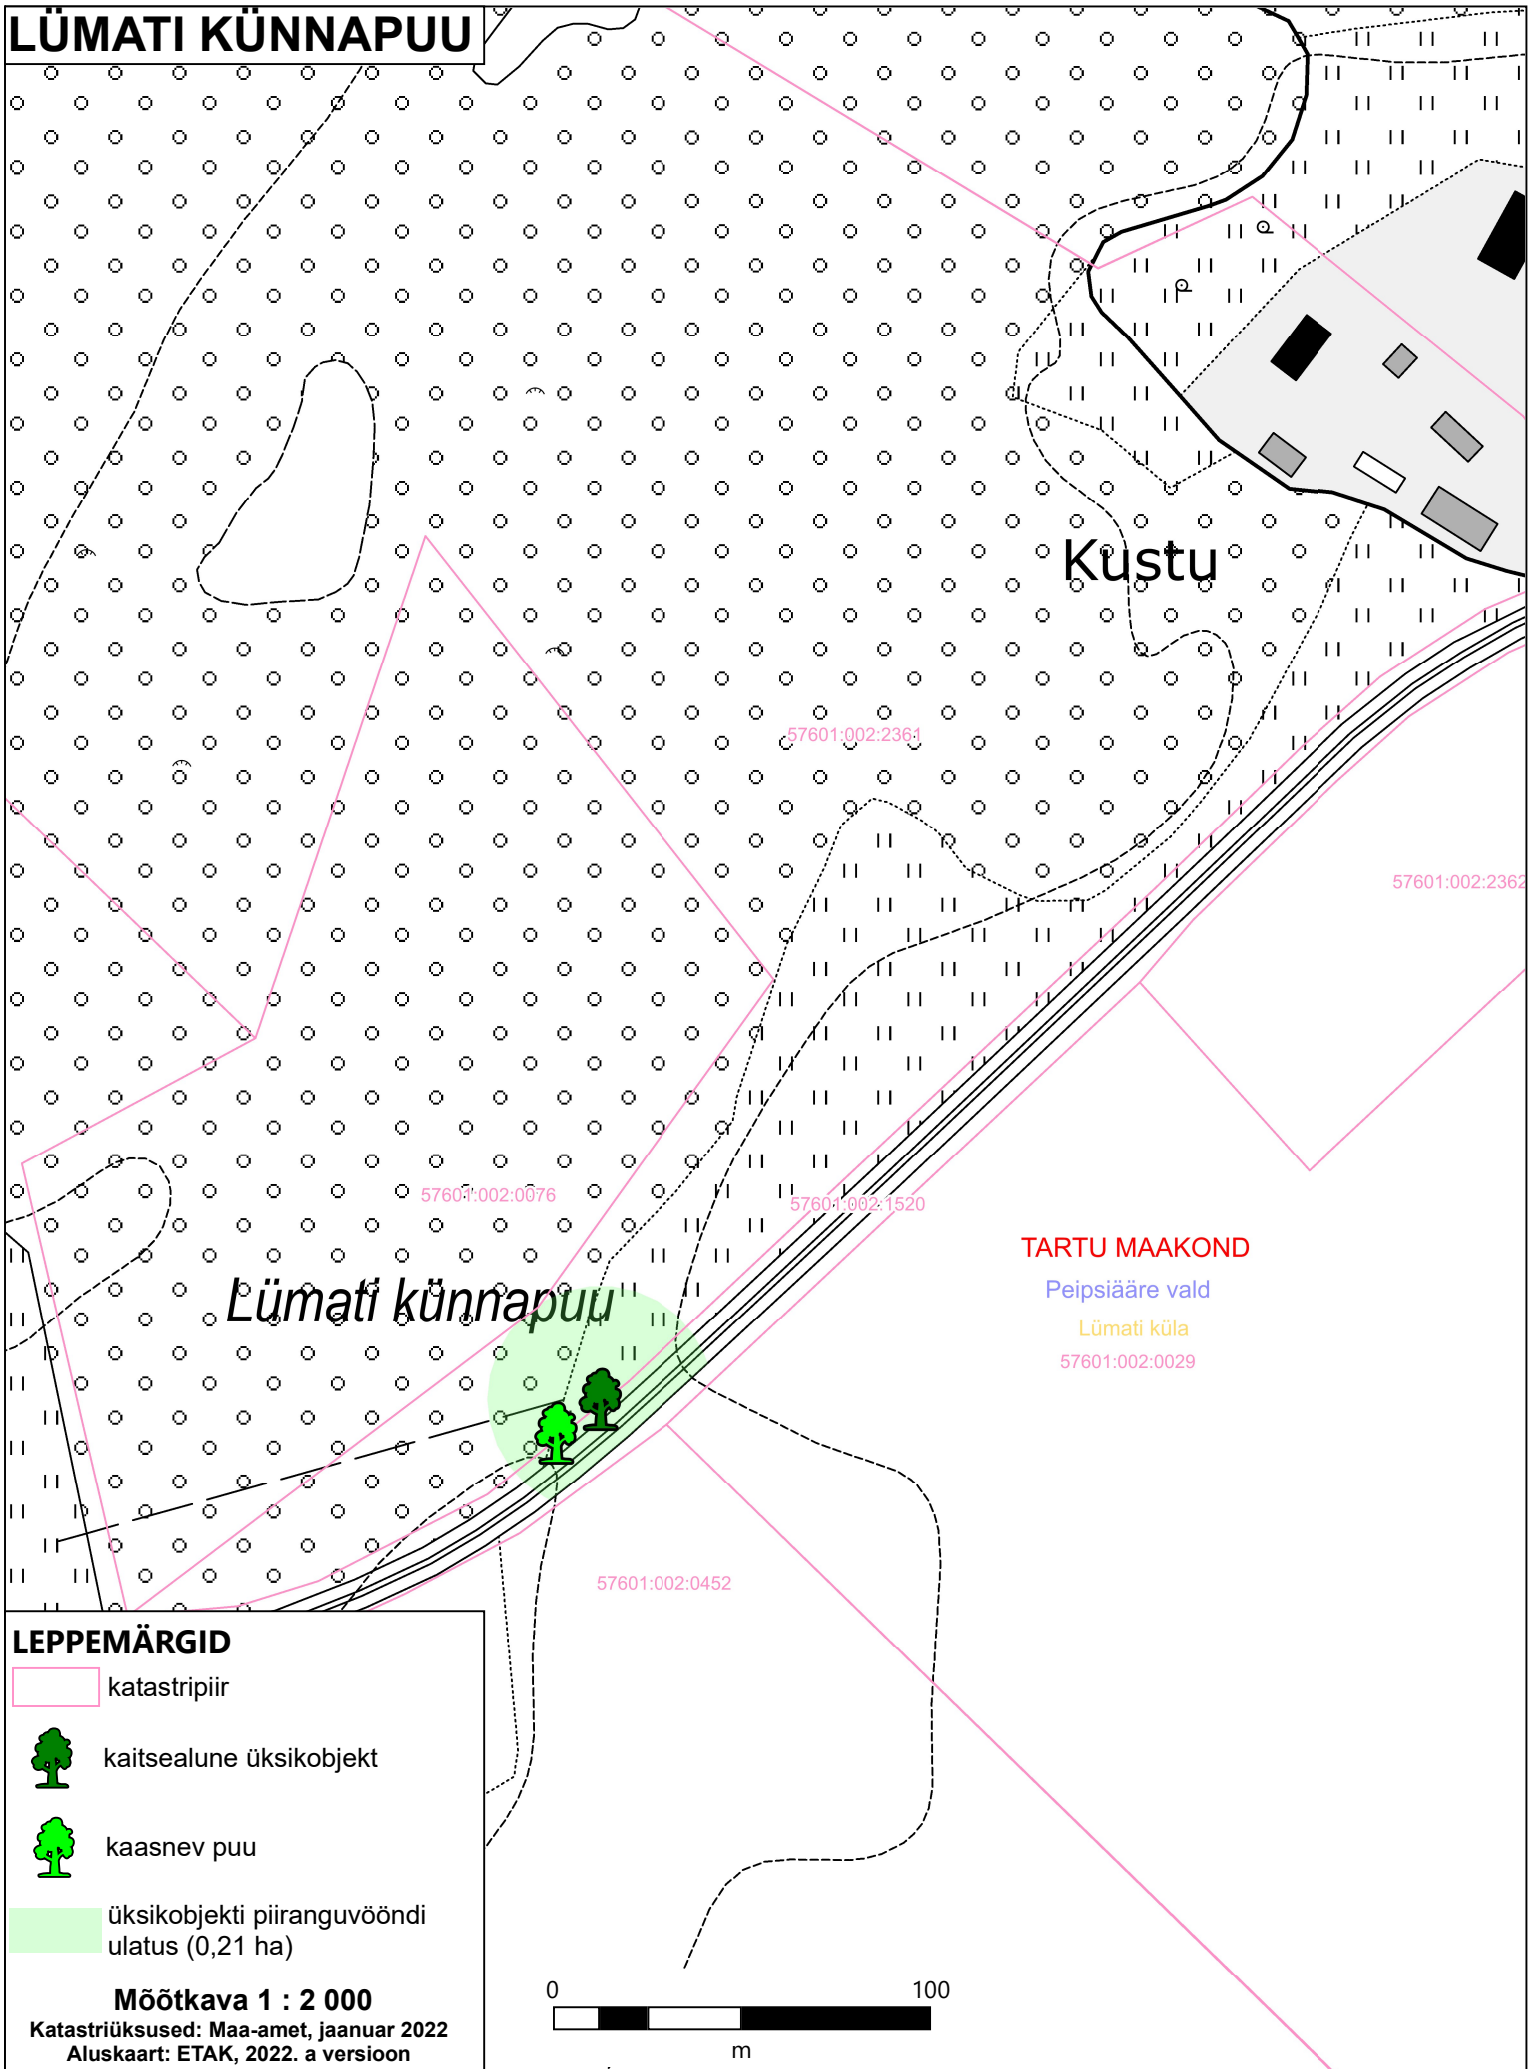 LÜMATI KÜNNAPUU
Kustu
57601:002:2361
57601:002:2362
57601:002:0076
57601:002:1520
TARTU MAAKOND
Peipsiääre vald
Lümati küla
57601:002:0029
Lümati künnapuu
57601:002:0452
LEPPEMÄRGID
katastripiir
kaitsealune üksikobjekt
kaasnev puu
üksikobjekti piiranguvööndi
ulatus (0,21 ha)
Mõõtkava 1 : 2 000
Katastriüksused: Maa-amet, jaanuar 2022
Aluskaart: ETAK, 2022. a versioon
0 100
m